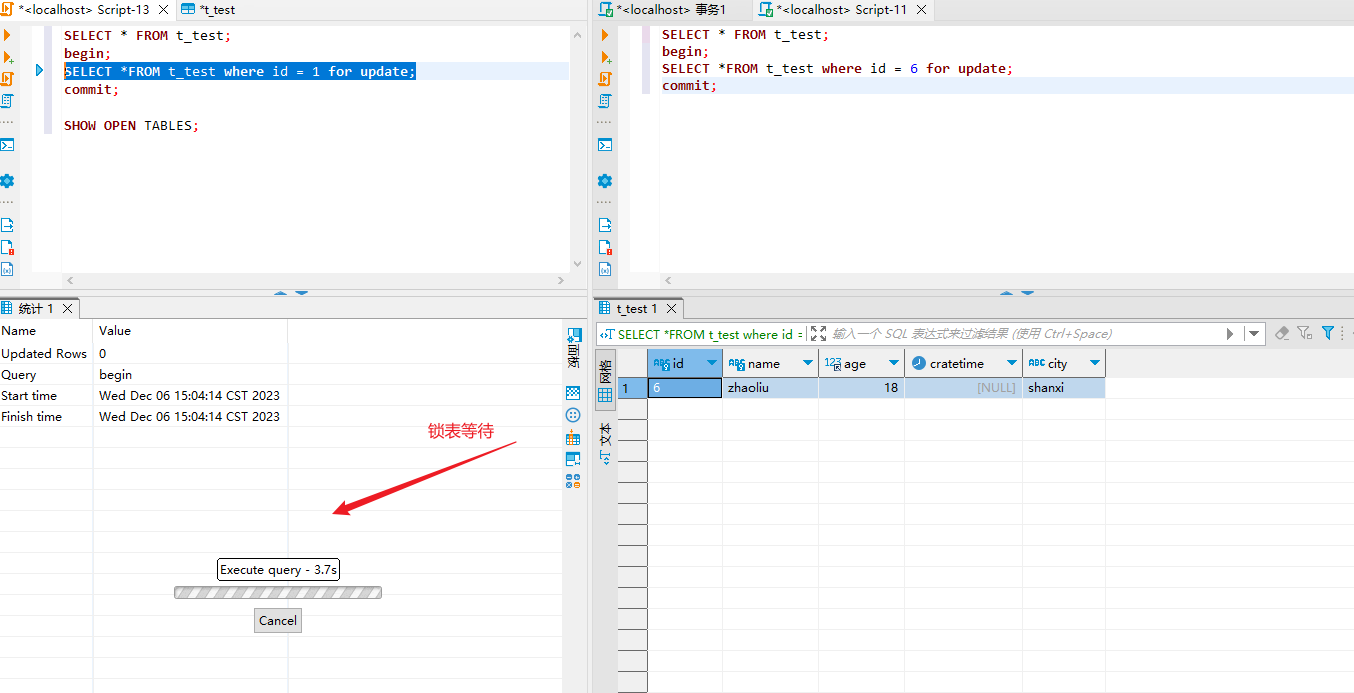 *<localhost> Script-13
*t_test
SELECT * FROM t_test;
begin;
SELECT *FROM t_test where id = 1 for update;
commit;
SHOW OPEN TABLES;
统计 1
Name Value
Updated Rows 0
Query begin
Start time Wed Dec 06 15:04:14 CST 2023
Finish time Wed Dec 06 15:04:14 CST 2023
锁表等待
Execute query - 3.7s
Cancel
面板
*<localhost> 事务1
*<localhost> Script-11
SELECT * FROM t_test;
begin;
SELECT *FROM t_test where id = 6 for update;
commit;
t_test 1
SELECT *FROM t_test where id = 输入一个 SQL 表达式来过滤结果 (使用 Ctrl+Space)
网格
文本
ABC id ABC name 123 age cratetime ABC city
1 6 zhaoliu 18 [NULL] shanxi